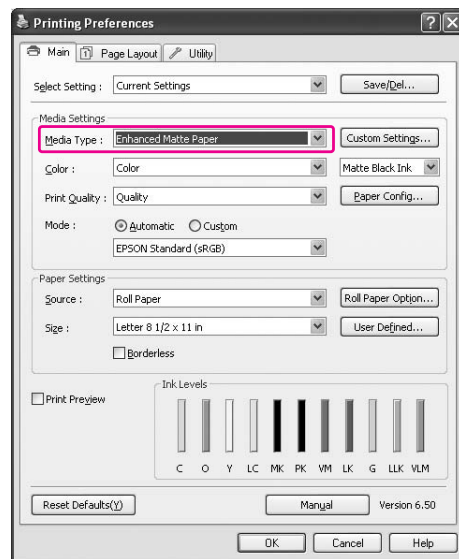 Printing Preferences
Main Page Layout Utility
Select Setting : Current Settings Save/Del...
Media Settings
Media Type : Enhanced Matte Paper Custom Settings...
Color : Color Matte Black Ink
Print Quality : Quality Paper Config...
Mode : Automatic Custom
EPSON Standard (sRGB)
Paper Settings
Source : Roll Paper Roll Paper Option...
Size : Letter 8 1/2 x 11 in User Defined...
Borderless
Print Preview
Ink Levels
C O Y LC MK PK VM LK G LLK VLM
Reset Defaults(Y) Manual Version 6.50
OK Cancel Help